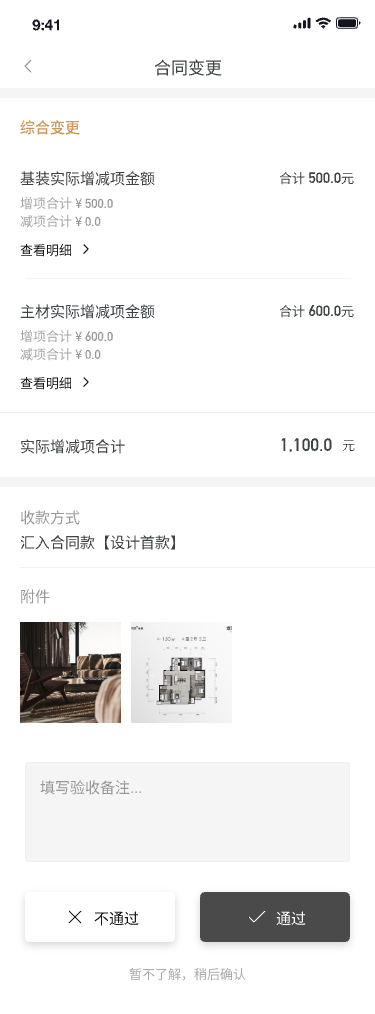 9:41
合同变更
综合变更
基装实际增减项金额 合计 500.0元
增项合计 ¥ 500.0
减项合计 ¥ 0.0
查看明细
主材实际增减项金额 合计 600.0元
增项合计 ¥ 600.0
减项合计 ¥ 0.0
查看明细
实际增减项合计 1,100.0 元
收款方式
汇入合同款【设计首款】
附件
填写验收备注...
不通过 通过
暂不了解，稍后确认